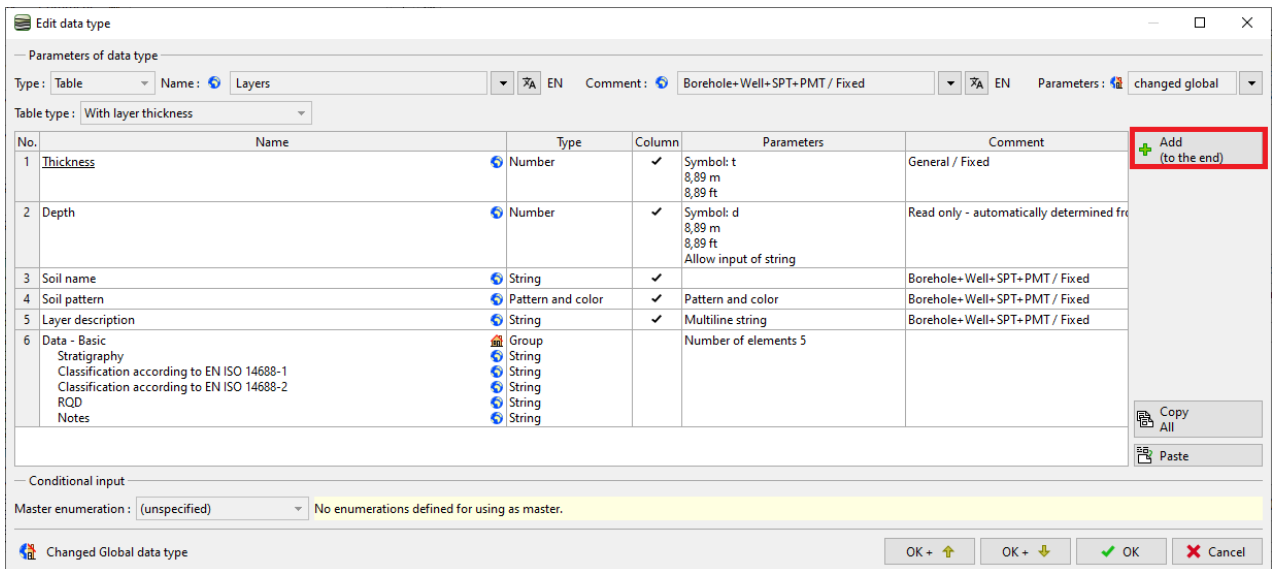 Edit data type
Parameters of data type
Type : Table Name : Layers EN Comment : Borehole+Well+SPT+PMT / Fixed EN Parameters : changed global
Table type : With layer thickness
No. Name Type Column Parameters Comment
1 Thickness Number ✓ Symbol: t General / Fixed
8,89 m
8,89 ft
2 Depth Number ✓ Symbol: d Read only - automatically determined
8,89 m
8,89 ft
Allow input of string
3 Soil name String ✓ Borehole+Well+SPT+PMT / Fixed
4 Soil pattern Pattern and color ✓ Pattern and color Borehole+Well+SPT+PMT / Fixed
5 Layer description String ✓ Multiline string Borehole+Well+SPT+PMT / Fixed
6 Data - Basic Group Number of elements 5
Stratigraphy String
Classification according to EN ISO 14688-1 String
Classification according to EN ISO 14688-2 String
RQD String
Notes String
Add
(to the end)
Copy
All
Paste
Conditional input
Master enumeration : (unspecified) No enumerations defined for using as master.
Changed Global data type OK + OK + OK Cancel